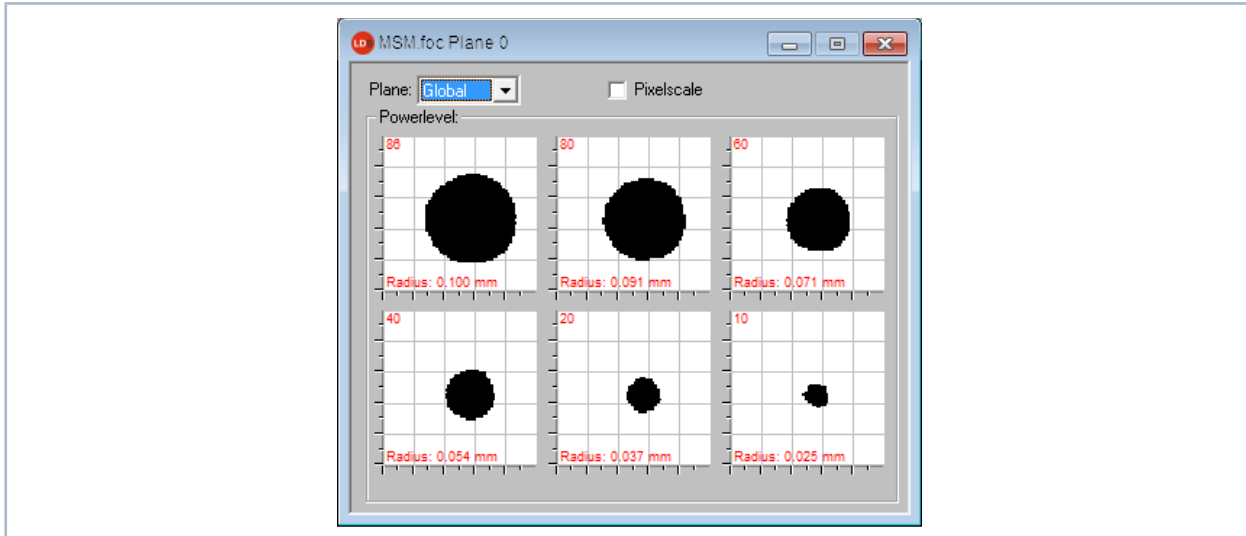 LDS MSM.foc Plane 0
Plane: Global Pixelscale
Powerlevel:
86 80 60
Radius: 0.100 mm Radius: 0.091 mm Radius: 0.071 mm
40 20 10
Radius: 0.054 mm Radius: 0.037 mm Radius: 0.025 mm